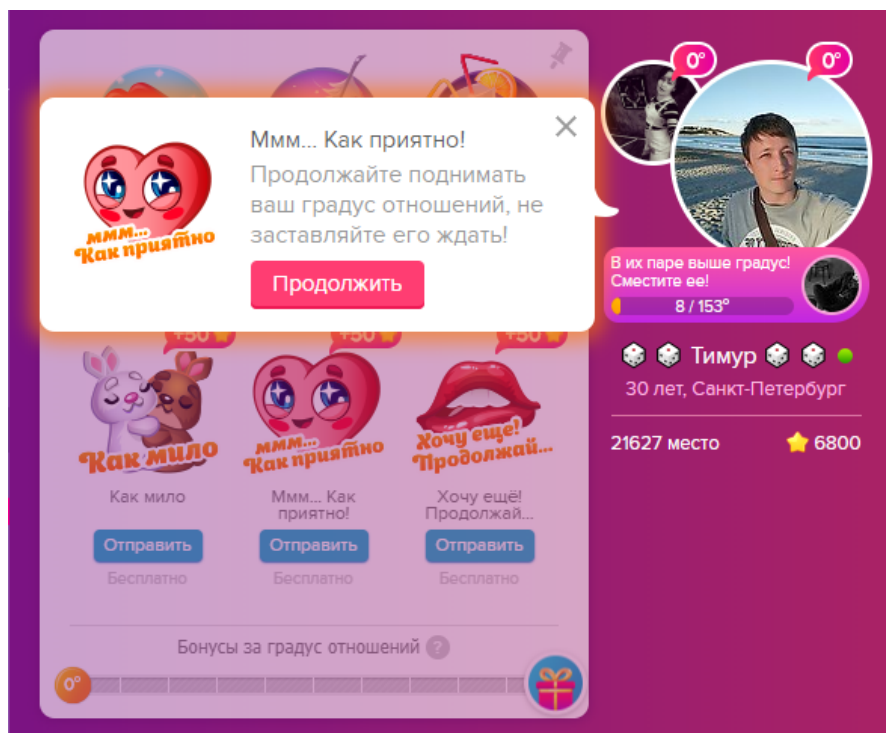 0°
0°
Ммм... Как приятно!
Продолжайте поднимать
ваш градус отношений, не
заставляйте его ждать!
ммм...
Как приятно
Продолжить
В их паре выше градус!
Сместите ее!
8 / 153°
Тимур
30 лет, Санкт-Петербург
21627 место
6800
+50
+50
+50
Как мило
ммм...
Как приятно
Хочу еще!
Продолжай...
Как мило
Ммм... Как
приятно!
Хочу ещё!
Продолжай...
Отправить
Отправить
Отправить
Бесплатно
Бесплатно
Бесплатно
Бонусы за градус отношений ?
0°